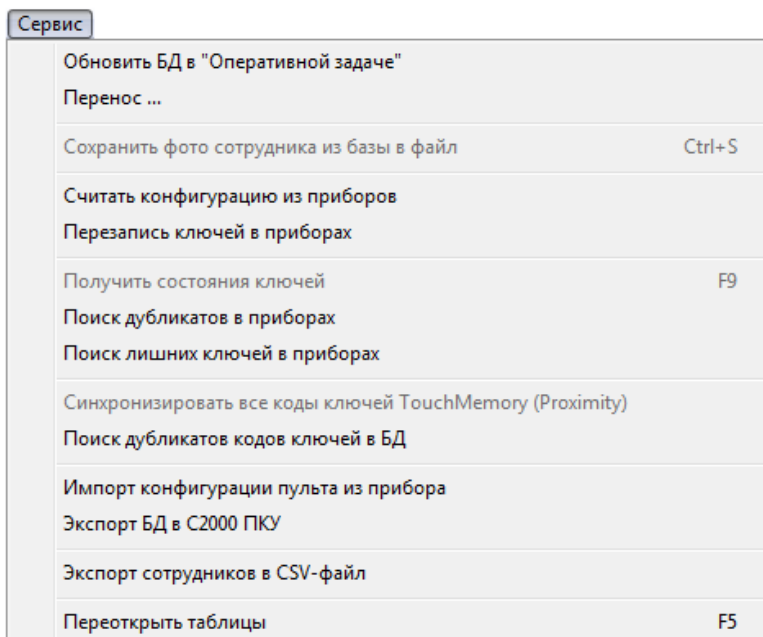 Сервис
Обновить БД в "Оперативной задаче"
Перенос ...
Сохранить фото сотрудника из базы в файл Ctrl+S
Считать конфигурацию из приборов
Перезапись ключей в приборах
Получить состояния ключей F9
Поиск дубликатов в приборах
Поиск лишних ключей в приборах
Синхронизировать все коды ключей TouchMemory (Proximity)
Поиск дубликатов кодов ключей в БД
Импорт конфигурации пульта из прибора
Экспорт БД в С2000 ПКУ
Экспорт сотрудников в CSV-файл
Переоткрыть таблицы F5